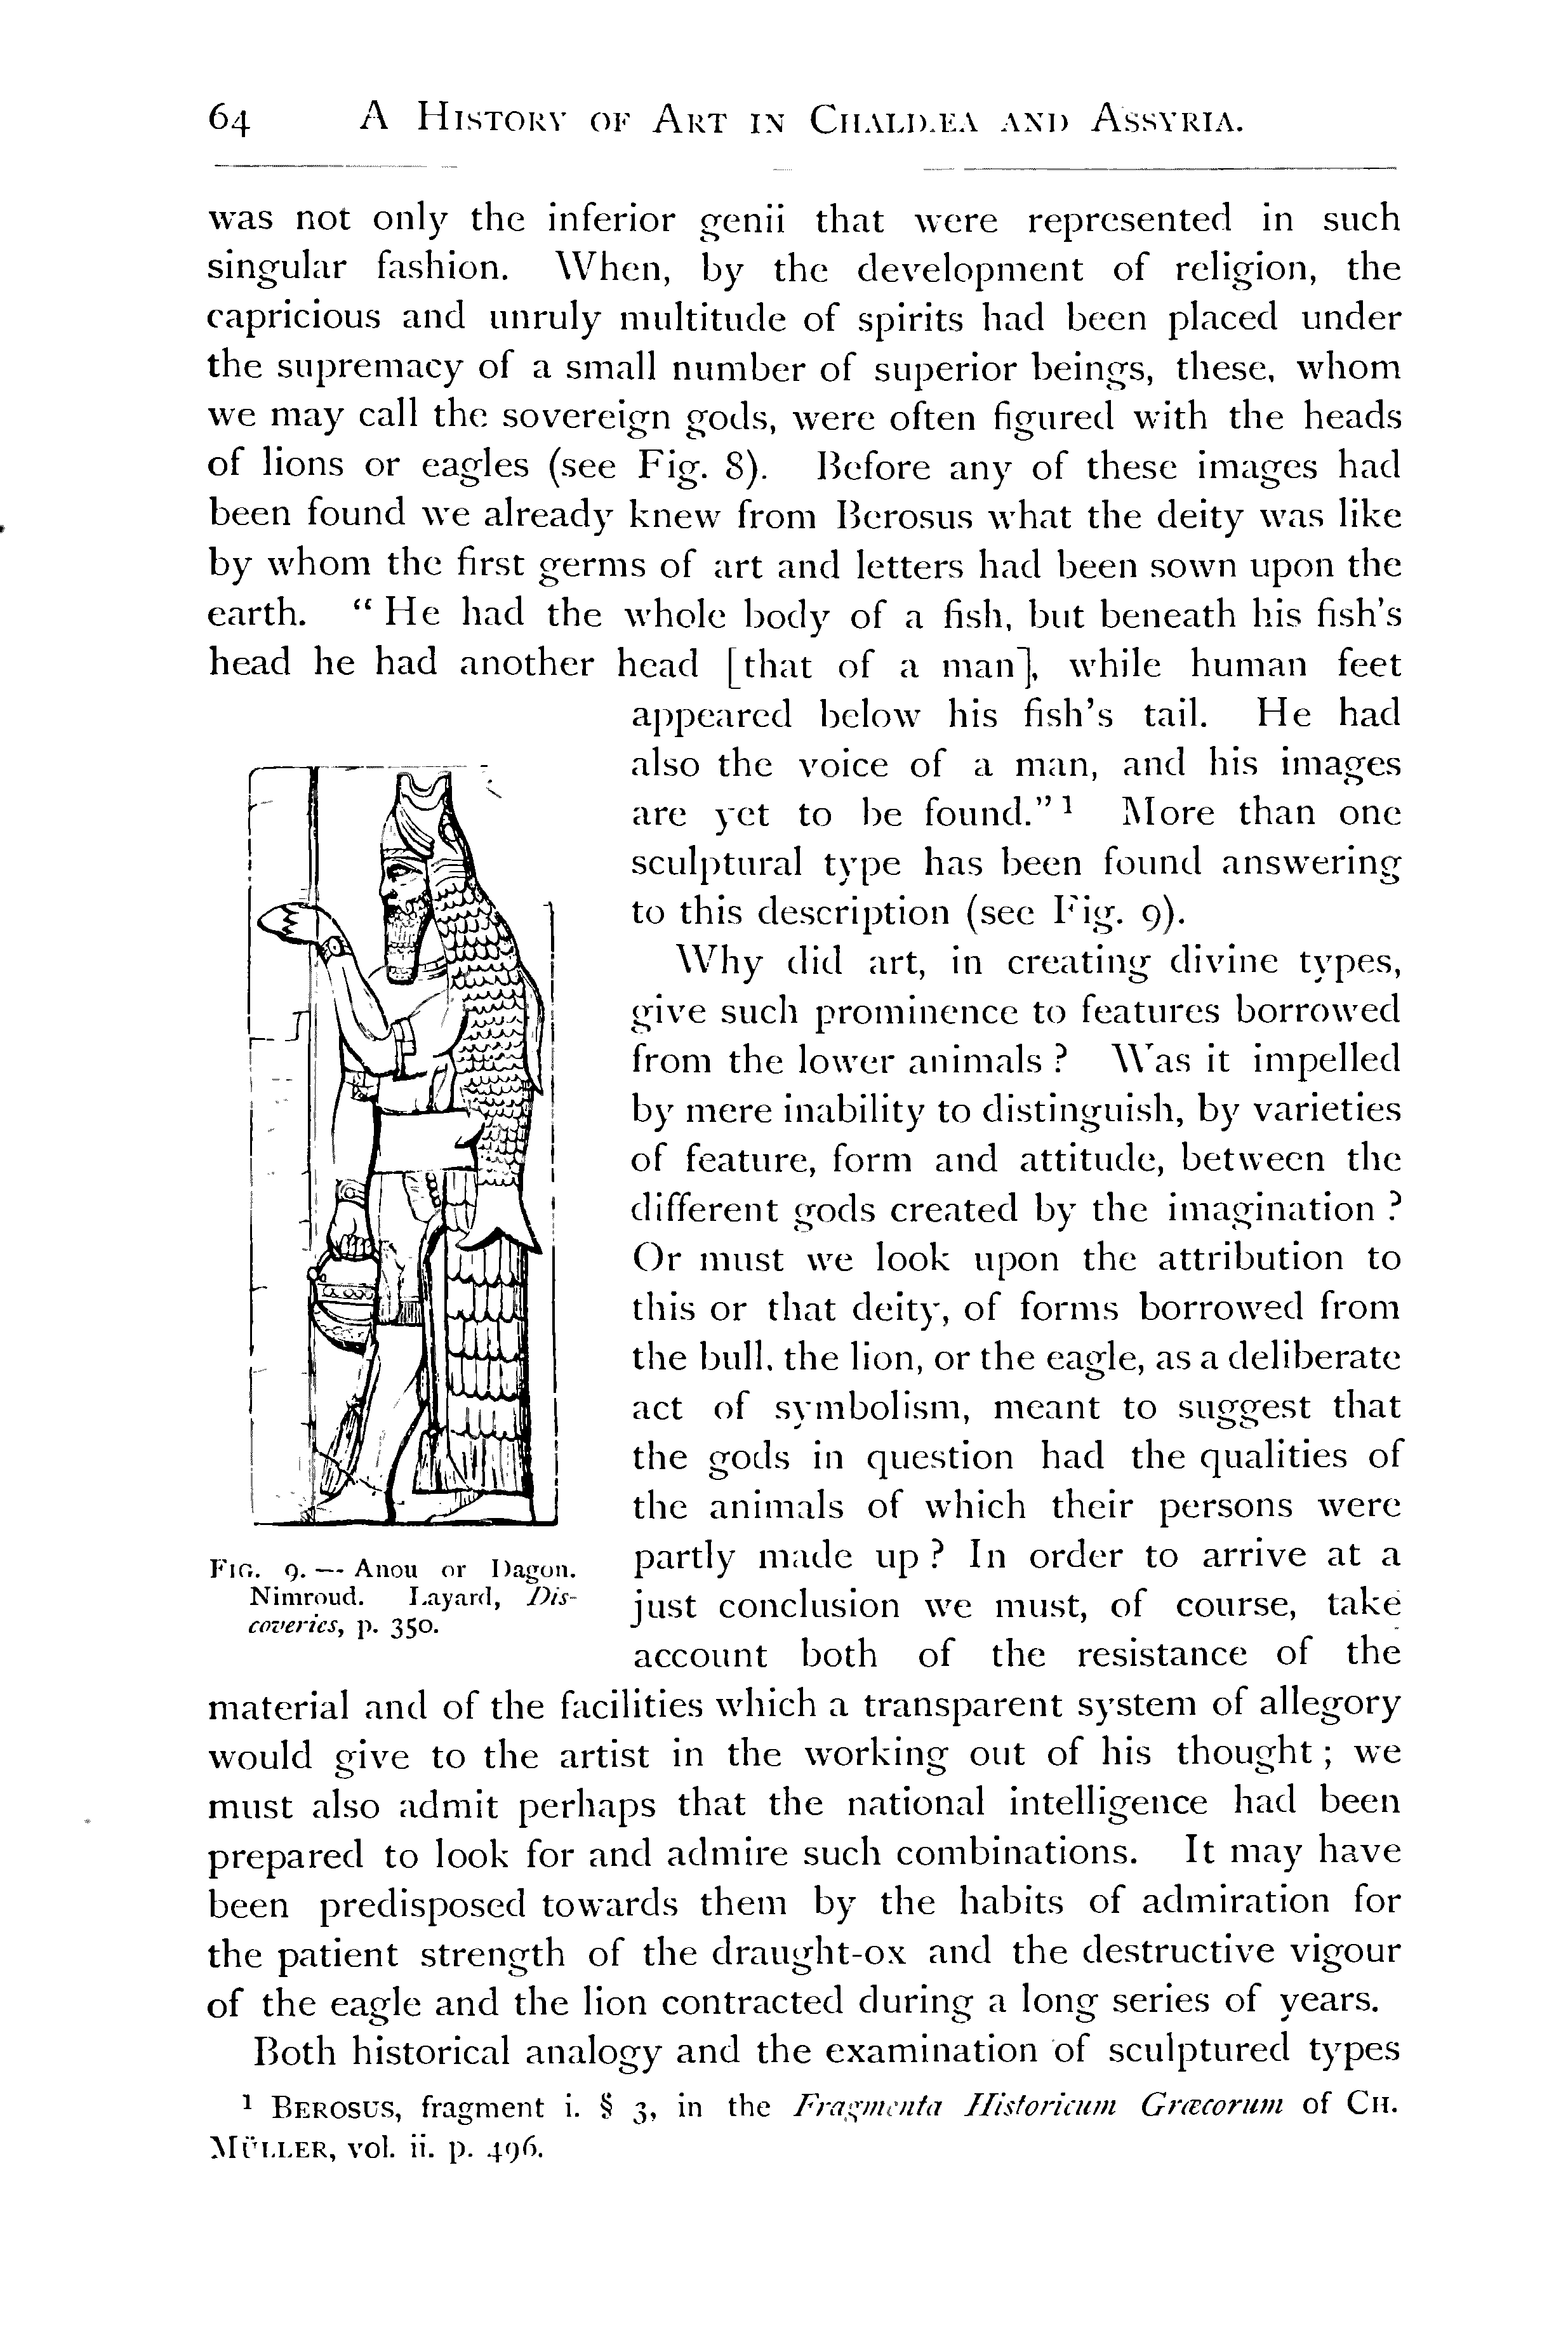 64 A HISTORY OF ART IN CHALDÆA AND ASSYRIA.
was not only the inferior genii that were represented in such
singular fashion. When, by the development of religion, the
capricious and unruly multitude of spirits had been placed under
the supremacy of a small number of superior beings, these, whom
we may call the sovereign gods, were often figured with the heads
of lions or eagles (see Fig. 8). Before any of these images had
been found we already knew from Berosus what the deity was like
by whom the first germs of art and letters had been sown upon the
earth. “ He had the whole body of a fish, but beneath his fish’s
head he had another head [that of a man], while human feet
appeared below his fish’s tail. He had
also the voice of a man, and his images
are yet to be found.” ¹ More than one
sculptural type has been found answering
to this description (see Fig. 9).
Why did art, in creating divine types,
give such prominence to features borrowed
from the lower animals ? Was it impelled
by mere inability to distinguish, by varieties
of feature, form and attitude, between the
different gods created by the imagination ?
Or must we look upon the attribution to
this or that deity, of forms borrowed from
the bull, the lion, or the eagle, as a deliberate
act of symbolism, meant to suggest that
the gods in question had the qualities of
the animals of which their persons were
partly made up ? In order to arrive at a
just conclusion we must, of course, take
account both of the resistance of the
FIG. 9. — Anou or Dagon.
Nimroud. Layard, Dis-
coveries, p. 350.
material and of the facilities which a transparent system of allegory
would give to the artist in the working out of his thought ; we
must also admit perhaps that the national intelligence had been
prepared to look for and admire such combinations. It may have
been predisposed towards them by the habits of admiration for
the patient strength of the draught-ox and the destructive vigour
of the eagle and the lion contracted during a long series of years.
Both historical analogy and the examination of sculptured types
¹ BEROSUS, fragment i. § 3, in the Fragmenta Historicum Græcorum of CH.
MÜLLER, vol. ii. p. 496.